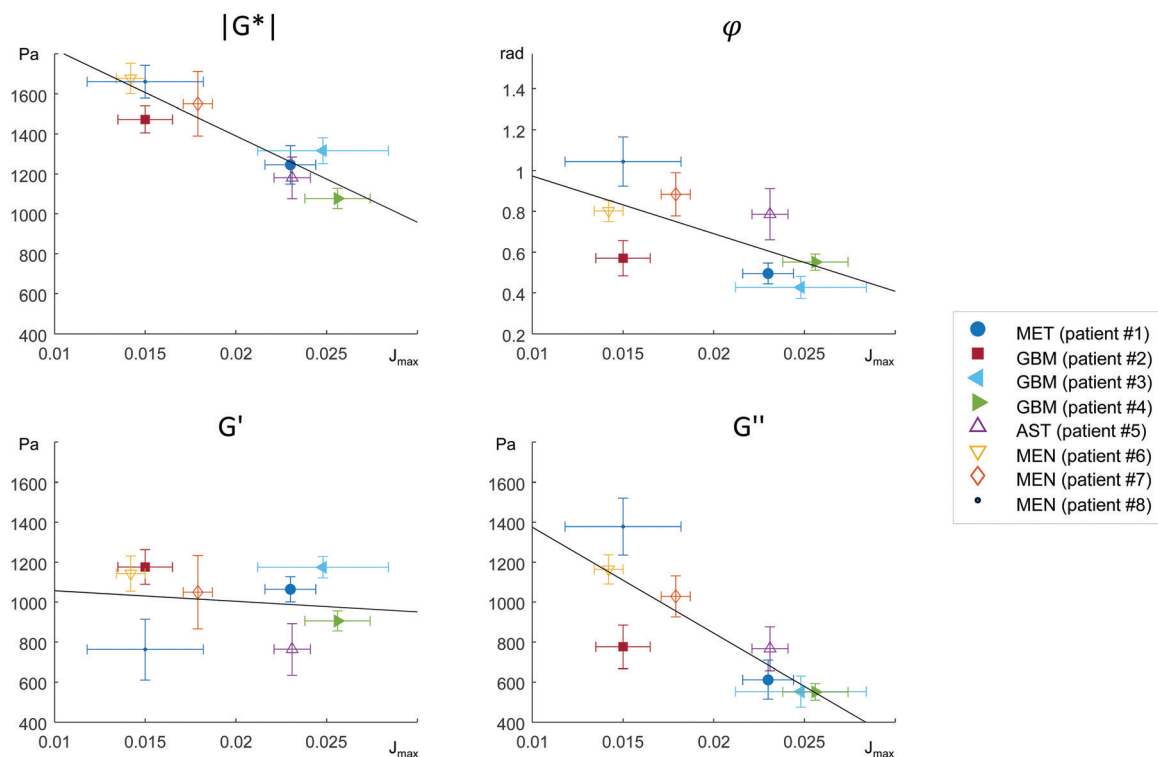 |G*|
Pa
1600
1400
1200
1000
800
600
400
0.01 0.015 0.02 0.025 Jmax
φ
rad
1.4
1.2
1
0.8
0.6
0.4
0.2
0.01 0.015 0.02 0.025 Jmax
G'
Pa
1600
1400
1200
1000
800
600
400
0.01 0.015 0.02 0.025 Jmax
G''
Pa
1600
1400
1200
1000
800
600
400
0.01 0.015 0.02 0.025 Jmax
MET (patient #1)
GBM (patient #2)
GBM (patient #3)
GBM (patient #4)
AST (patient #5)
MEN (patient #6)
MEN (patient #7)
MEN (patient #8)